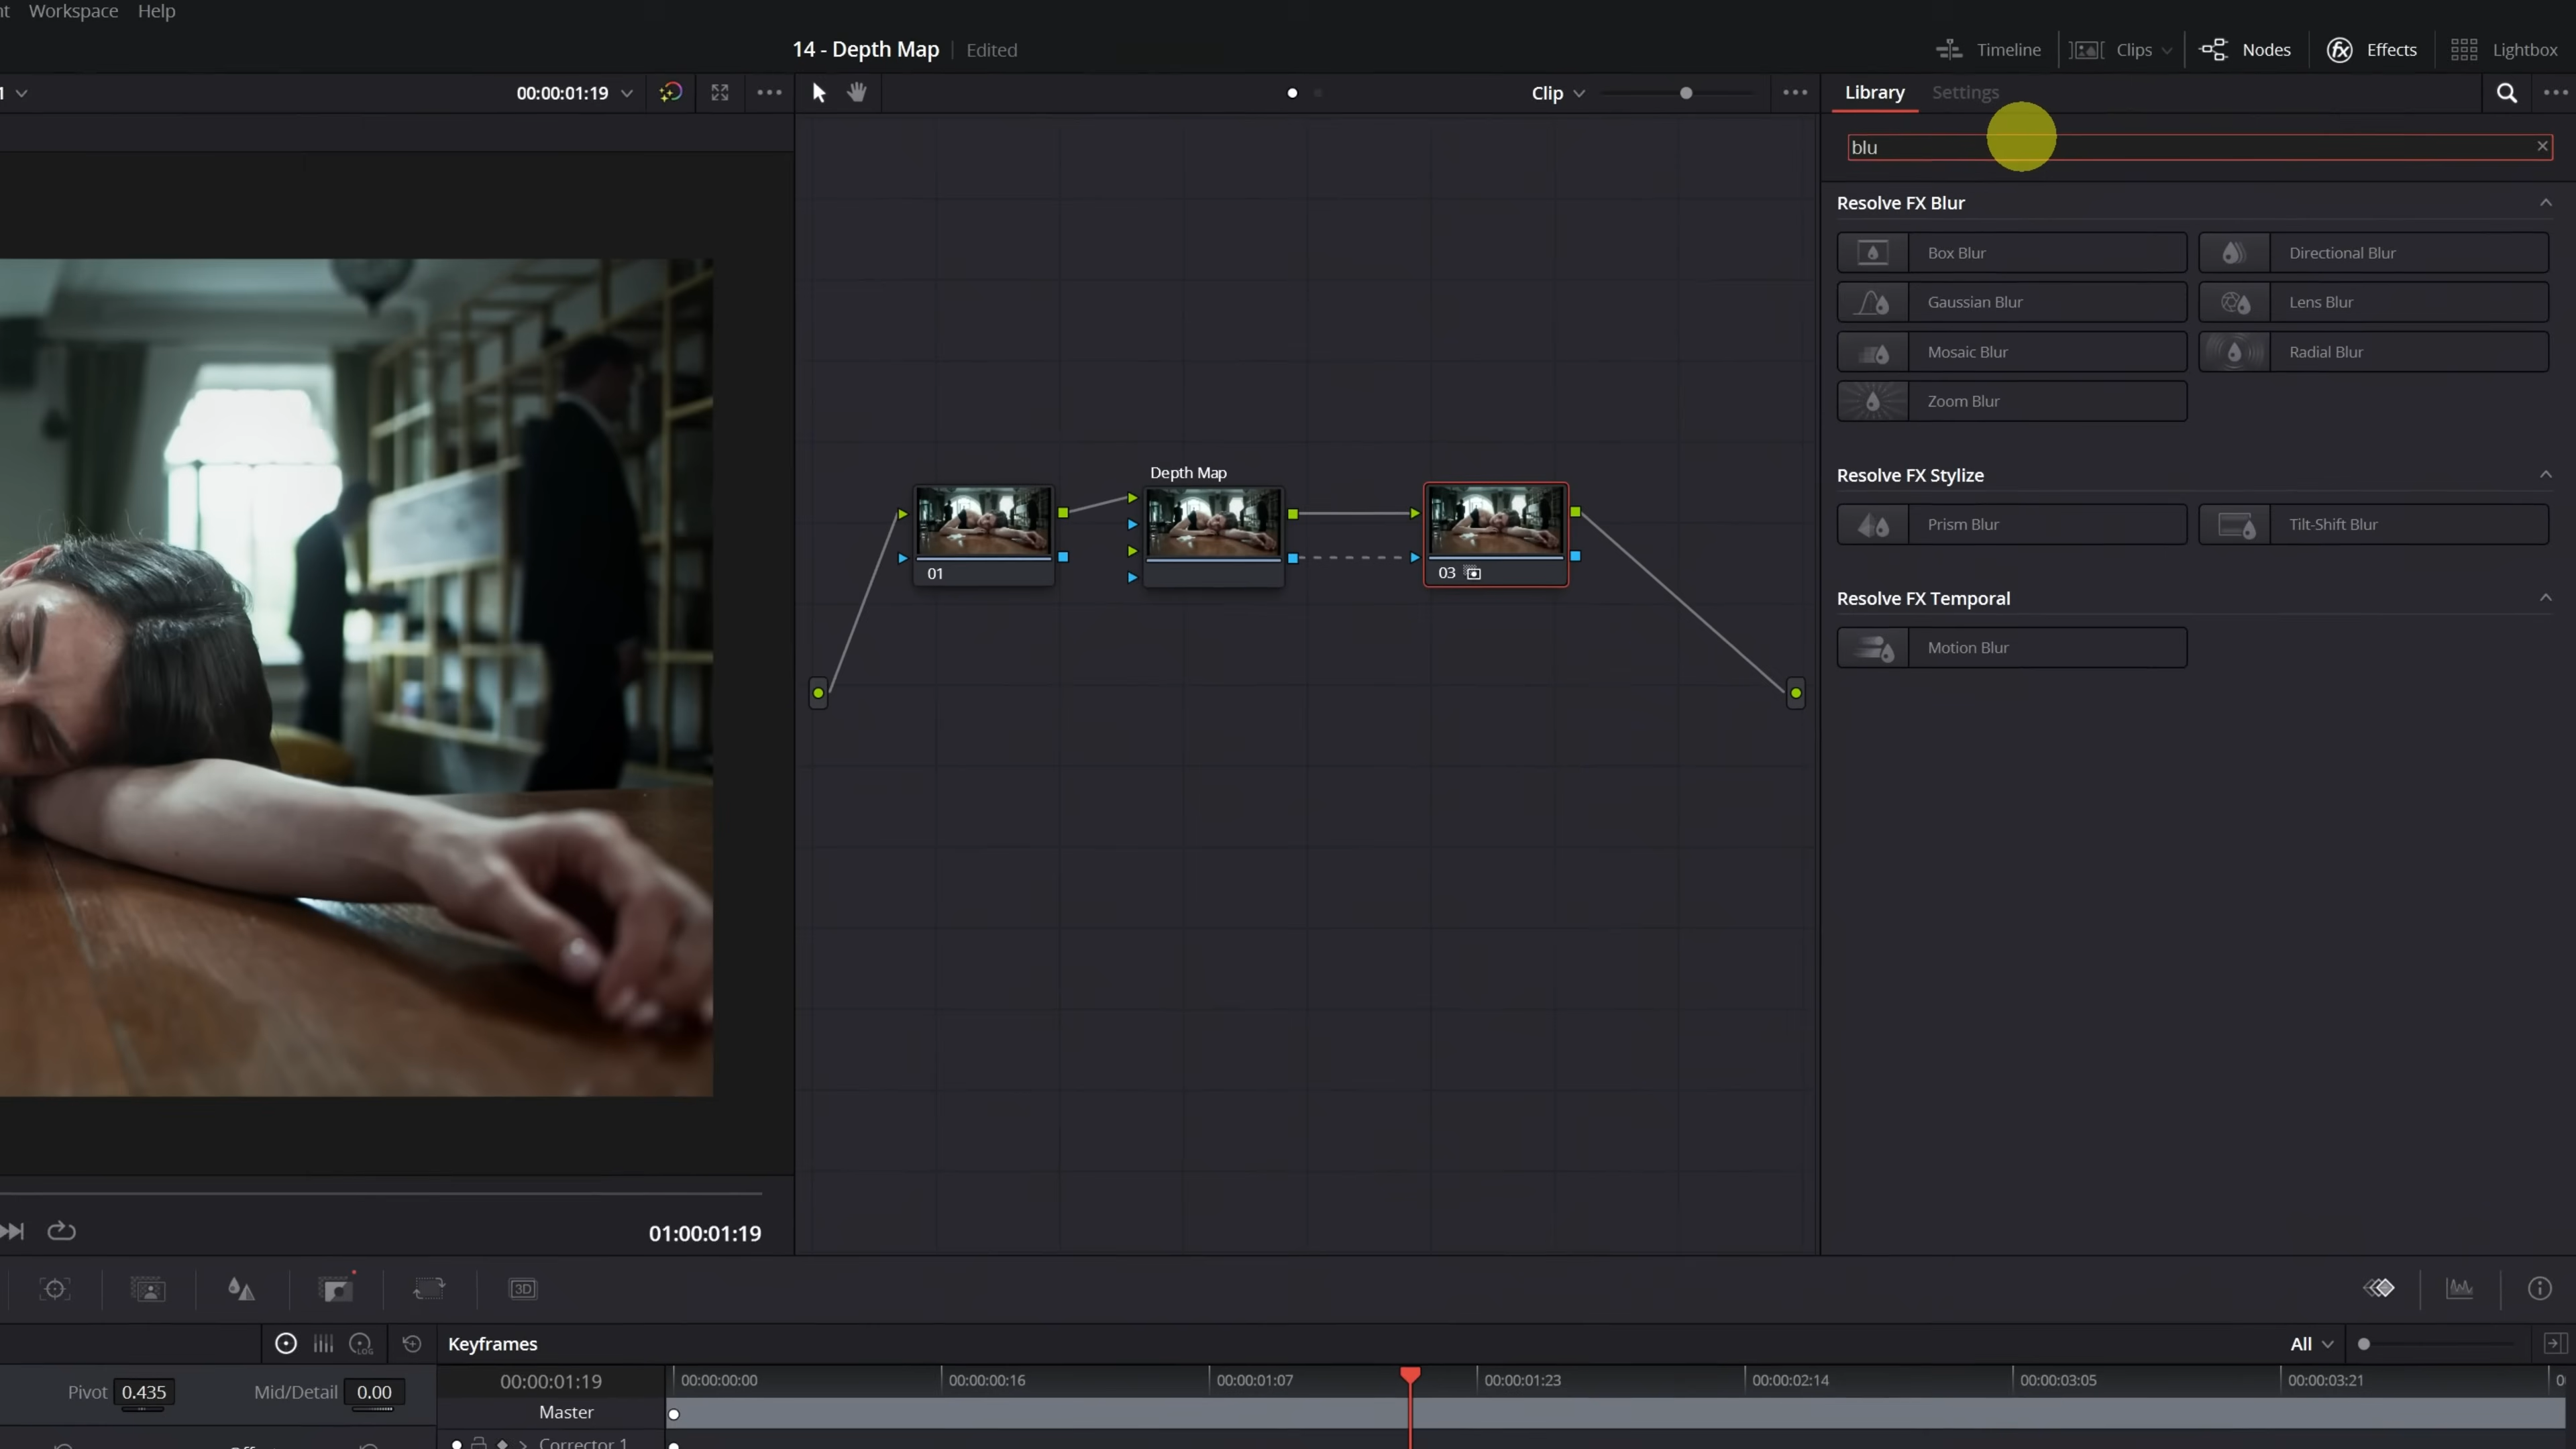 Workspace Help
14 - Depth Map Edited
Timeline Clips Nodes Effects Lightbox
00:00:01:19
Clip
Library Settings
blu
Resolve FX Blur
Box Blur Directional Blur
Gaussian Blur Lens Blur
Mosaic Blur Radial Blur
Zoom Blur
Depth Map
Resolve FX Stylize
Prism Blur Tilt-Shift Blur
01
03
Resolve FX Temporal
Motion Blur
01:00:01:19
3D
LOG
Keyframes
All
Pivot 0.435 Mid/Detail 0.00
00:00:01:19 00:00:00:00 00:00:00:16 00:00:01:07 00:00:01:23 00:00:02:14 00:00:03:05 00:00:03:21
Master
Corrector 1